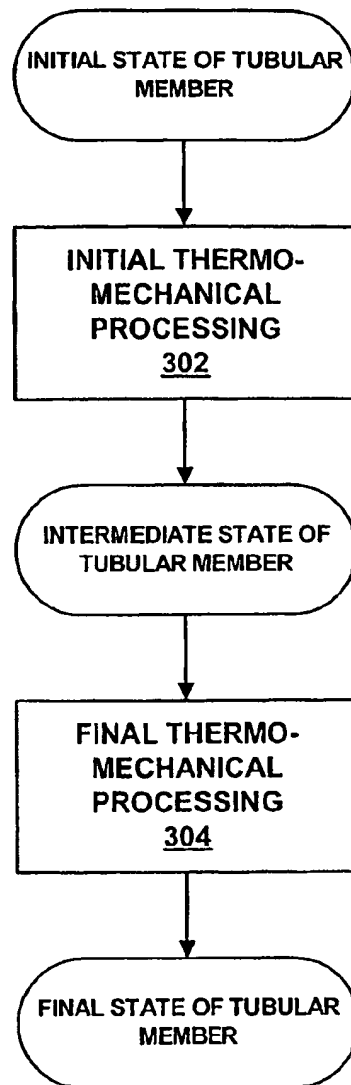 INITIAL STATE OF TUBULAR
MEMBER
INITIAL THERMO-
MECHANICAL
PROCESSING
302
INTERMEDIATE STATE OF
TUBULAR MEMBER
FINAL THERMO-
MECHANICAL
PROCESSING
304
FINAL STATE OF TUBULAR
MEMBER